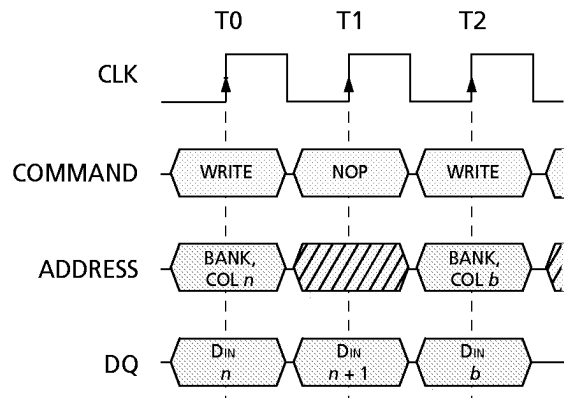 T0 T1 T2
CLK
COMMAND WRITE NOP WRITE
ADDRESS BANK, COL n BANK, COL b
DQ DIN n DIN n + 1 DIN b